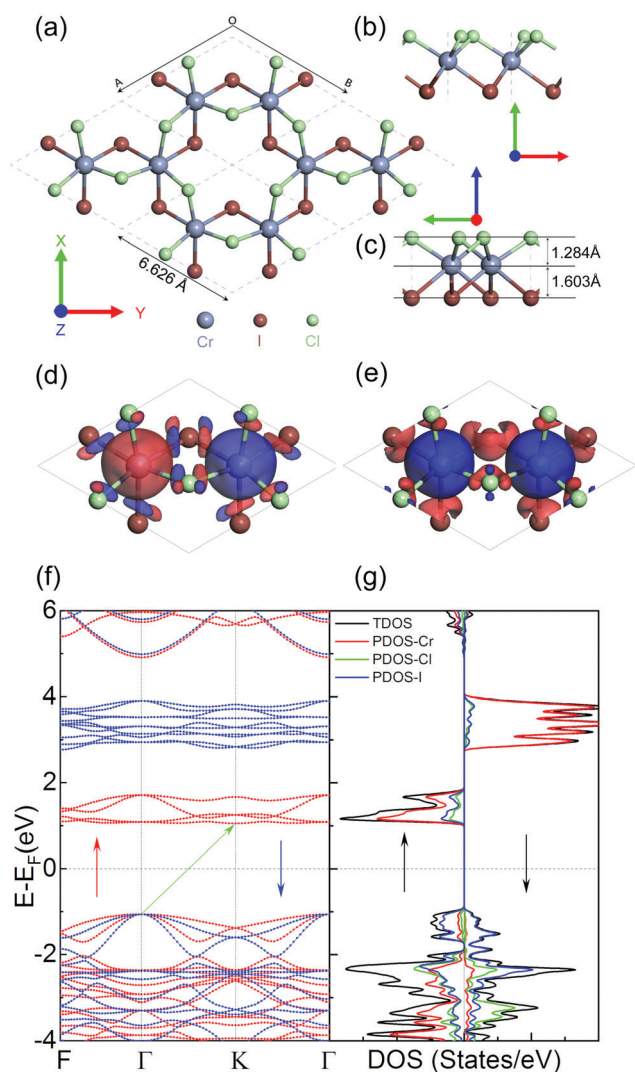 (a)
(b)
O
A
B
6.626 Å
X
Z
Y
Cr
I
Cl
(c)
1.284Å
1.603Å
(d)
(e)
(f)
(g)
E-E_F(eV)
6
4
2
0
-2
-4
F Γ K Γ
TDOS
PDOS-Cr
PDOS-Cl
PDOS-I
DOS (States/eV)